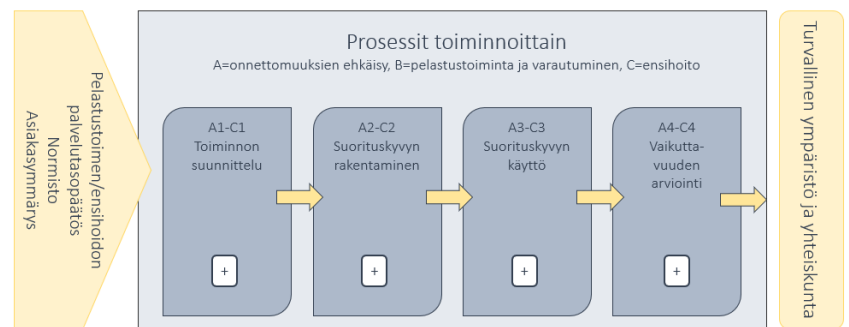 Pelastustoimen/ensihoidon
palvelutasopäätös
Normisto
Asiakasymmärys
Prosessit toiminnoittain
A=onnettomuuksien ehkäisy, B=pelastustoiminta ja varautuminen, C=ensihoito
A1-C1
Toiminnon
suunnittelu
+
A2-C2
Suorituskyvyn
rakentaminen
+
A3-C3
Suorituskyvyn
käyttö
+
A4-C4
Vaikutta-
vuuden
arviointi
+
Turvallinen ympäristö ja yhteiskunta